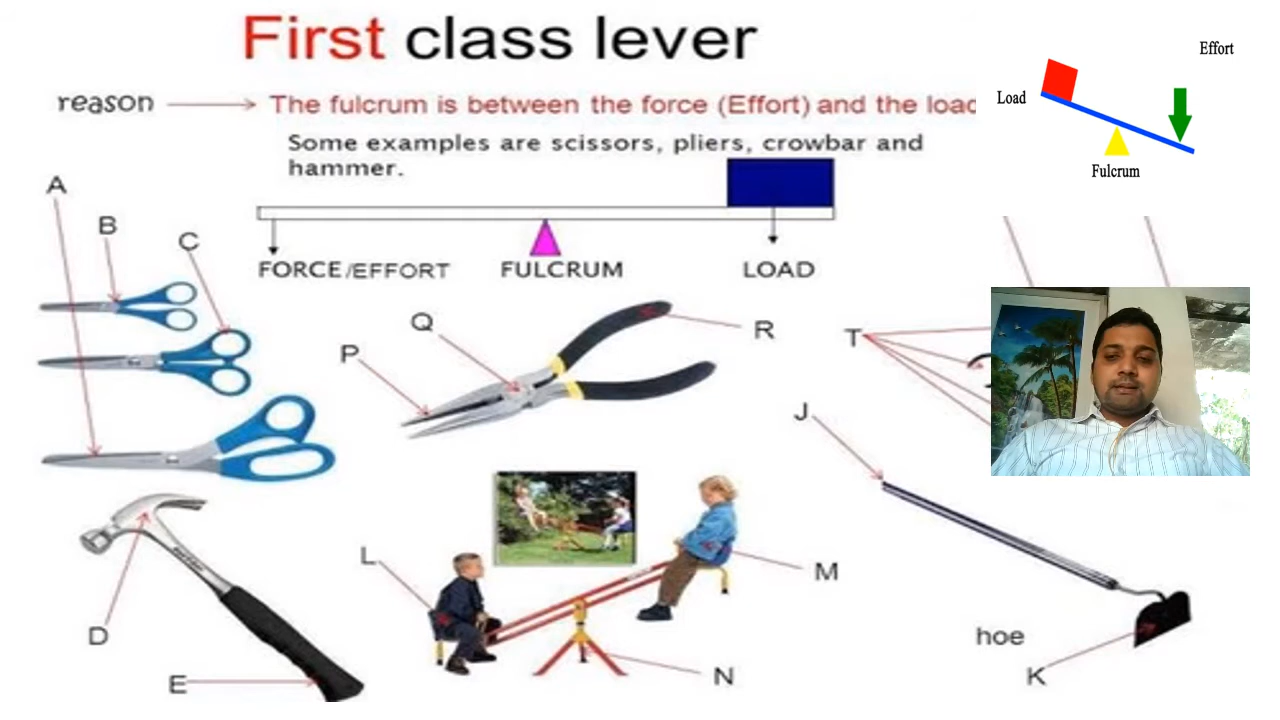 First class lever
reason
The fulcrum is between the force (Effort) and the load
Some examples are scissors, pliers, crowbar and
hammer.
Effort
Load
Fulcrum
A
B
C
FORCE/EFFORT
FULCRUM
LOAD
Q
R
P
T
J
L
M
D
hoe
E
N
K